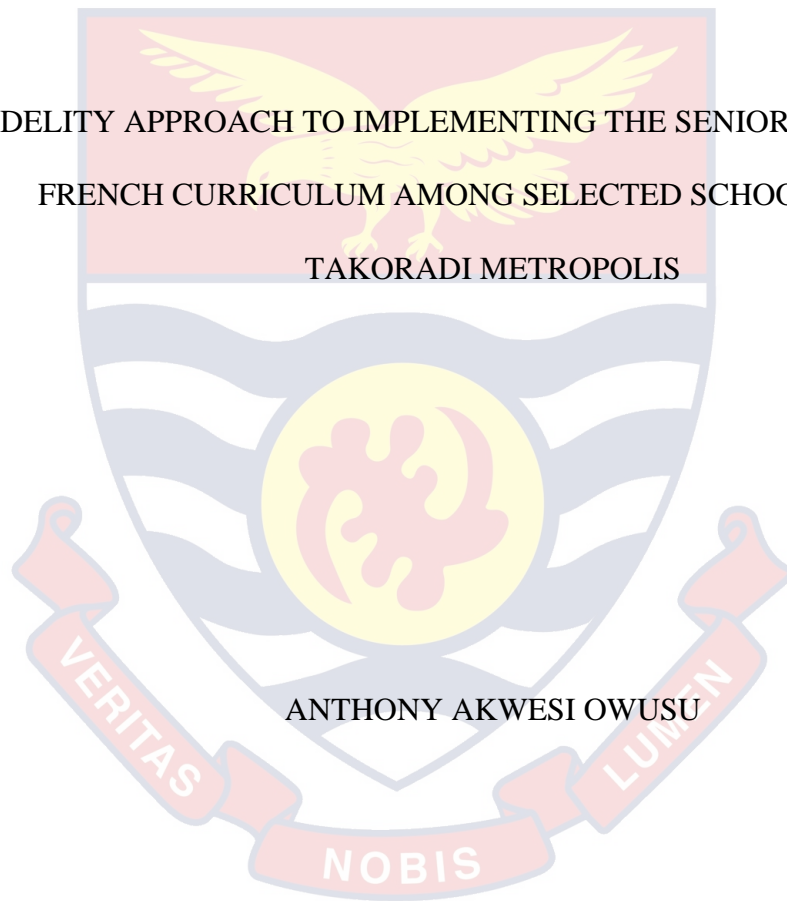 DELITY APPROACH TO IMPLEMENTING THE SENIOR
FRENCH CURRICULUM AMONG SELECTED SCHOO
TAKORADI METROPOLIS
ANTHONY AKWESI OWUSU
VERITAS
NOBIS
LUMEN